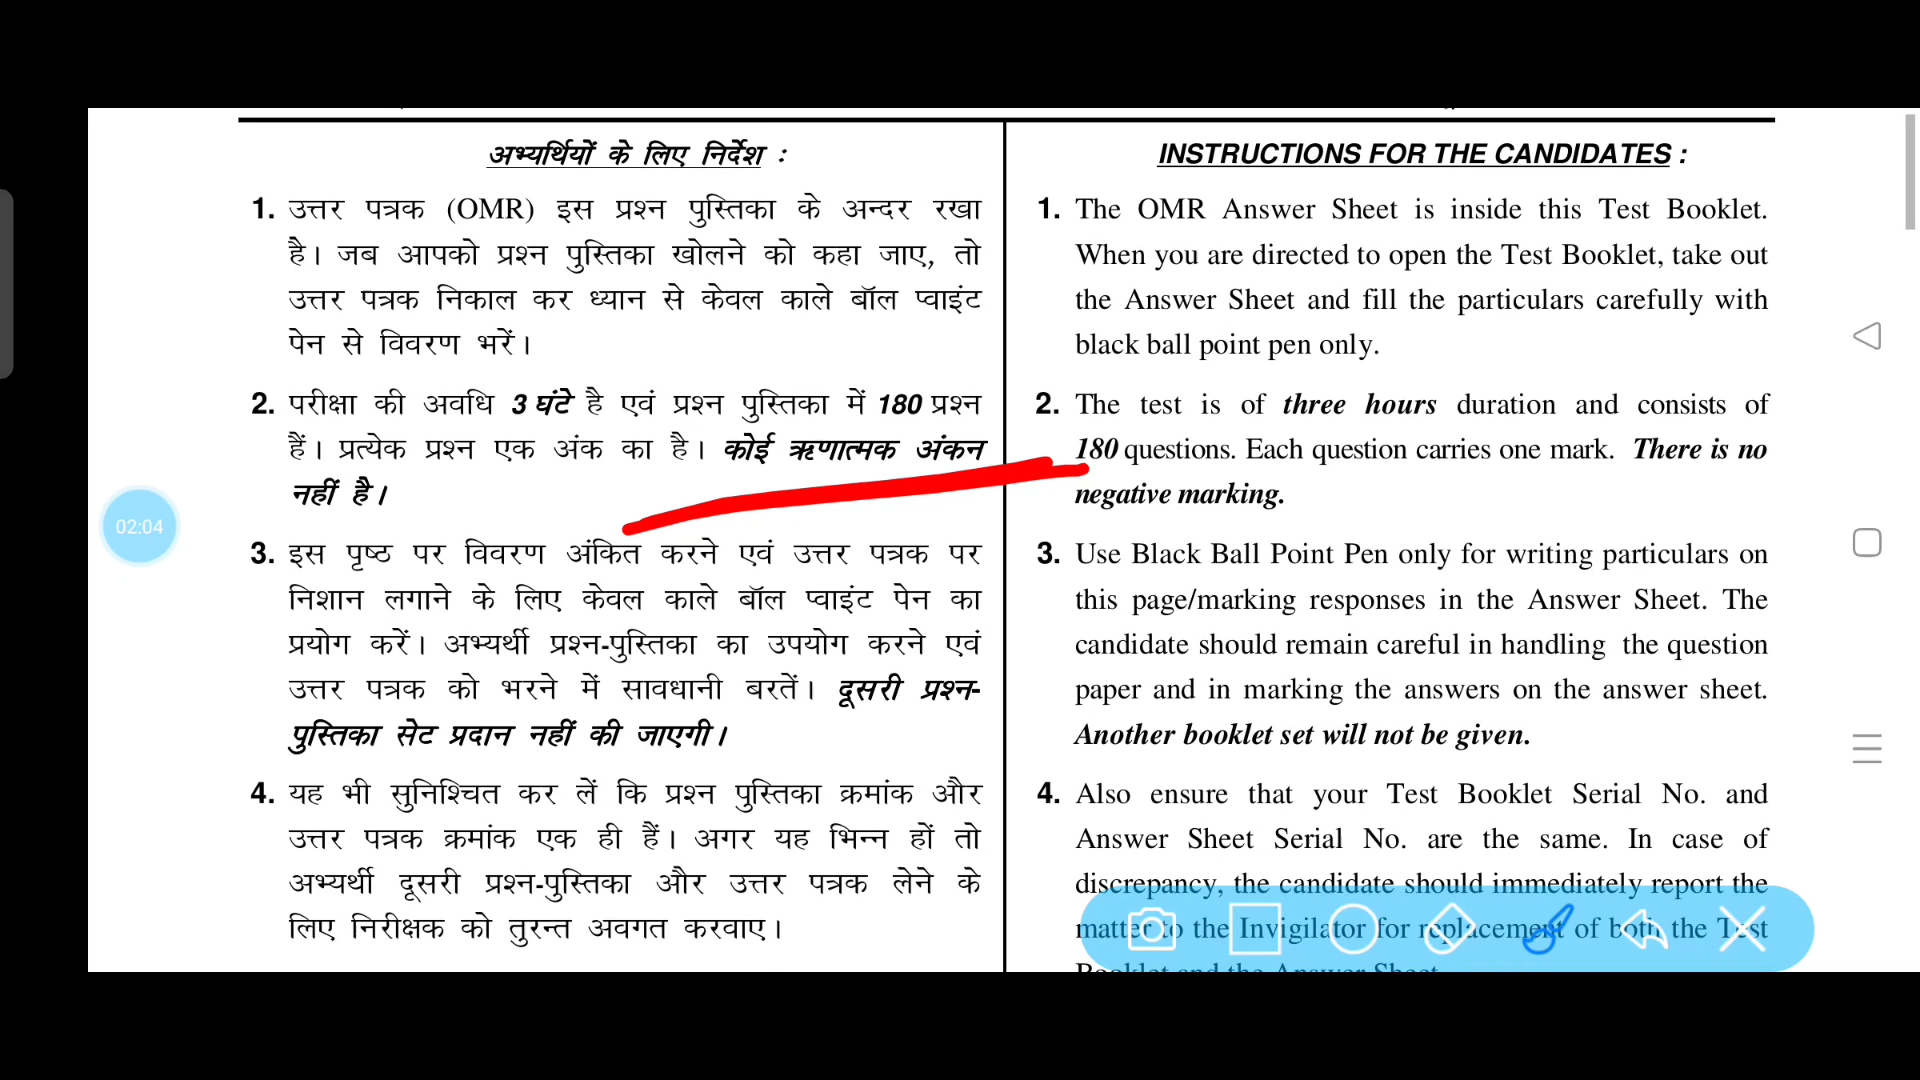 अभ्यर्थियों के लिए निर्देश :
1. उत्तर पत्रक (OMR) इस प्रश्न पुस्तिका के अन्दर रखा
है। जब आपको प्रश्न पुस्तिका खोलने को कहा जाए, तो
उत्तर पत्रक निकाल कर ध्यान से केवल काले बॉल प्वाइंट
पेन से विवरण भरें।
2. परीक्षा की अवधि 3 घंटे है एवं प्रश्न पुस्तिका में 180 प्रश्न
हैं। प्रत्येक प्रश्न एक अंक का है। कोई ऋणात्मक अंकन
नहीं है।
3. इस पृष्ठ पर विवरण अंकित करने एवं उत्तर पत्रक पर
निशान लगाने के लिए केवल काले बॉल प्वाइंट पेन का
प्रयोग करें। अभ्यर्थी प्रश्न-पुस्तिका का उपयोग करने एवं
उत्तर पत्रक को भरने में सावधानी बरतें। दूसरी प्रश्न-
पुस्तिका सेट प्रदान नहीं की जाएगी।
4. यह भी सुनिश्चित कर लें कि प्रश्न पुस्तिका क्रमांक और
उत्तर पत्रक क्रमांक एक ही हैं। अगर यह भिन्न हों तो
अभ्यर्थी दूसरी प्रश्न-पुस्तिका और उत्तर पत्रक लेने के
लिए निरीक्षक को तुरन्त अवगत करवाए।
INSTRUCTIONS FOR THE CANDIDATES :
1. The OMR Answer Sheet is inside this Test Booklet.
When you are directed to open the Test Booklet, take out
the Answer Sheet and fill the particulars carefully with
black ball point pen only.
2. The test is of three hours duration and consists of
180 questions. Each question carries one mark. There is no
negative marking.
3. Use Black Ball Point Pen only for writing particulars on
this page/marking responses in the Answer Sheet. The
candidate should remain careful in handling the question
paper and in marking the answers on the answer sheet.
Another booklet set will not be given.
4. Also ensure that your Test Booklet Serial No. and
Answer Sheet Serial No. are the same. In case of
discrepancy, the candidate should immediately report the
matter to the Invigilator for replacement of both the Test
Booklet and the Answer Sheet
02:04